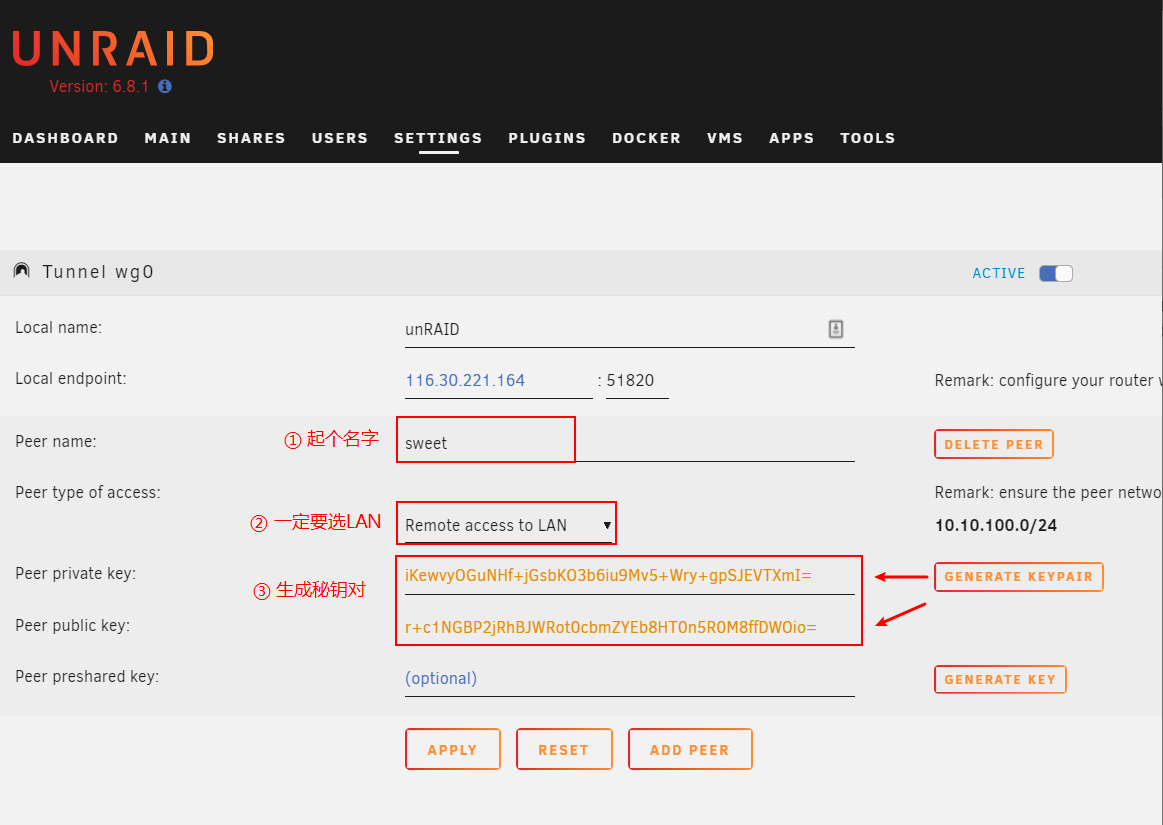 UNRAID
Version: 6.8.1
DASHBOARD MAIN SHARES USERS SETTINGS PLUGINS DOCKER VMS APPS TOOLS
Tunnel wg0 ACTIVE
Local name: unRAID
Local endpoint: 116.30.221.164 : 51820 Remark: configure your router
Peer name: ① 起个名字 sweet DELETE PEER
Peer type of access: Remark: ensure the peer
② 一定要选LAN Remote access to LAN 10.10.100.0/24
Peer private key: iKewvyOGuNHf+jGsbKO3b6iu9Mv5+Wry+gpSJEVTXmI= GENERATE KEYPAIR
③ 生成秘钥对
Peer public key: r+c1NGBP2jRhBJWRot0cbmZYEb8HT0n5R0M8ffDWOio=
Peer preshared key: (optional) GENERATE KEY
APPLY RESET ADD PEER